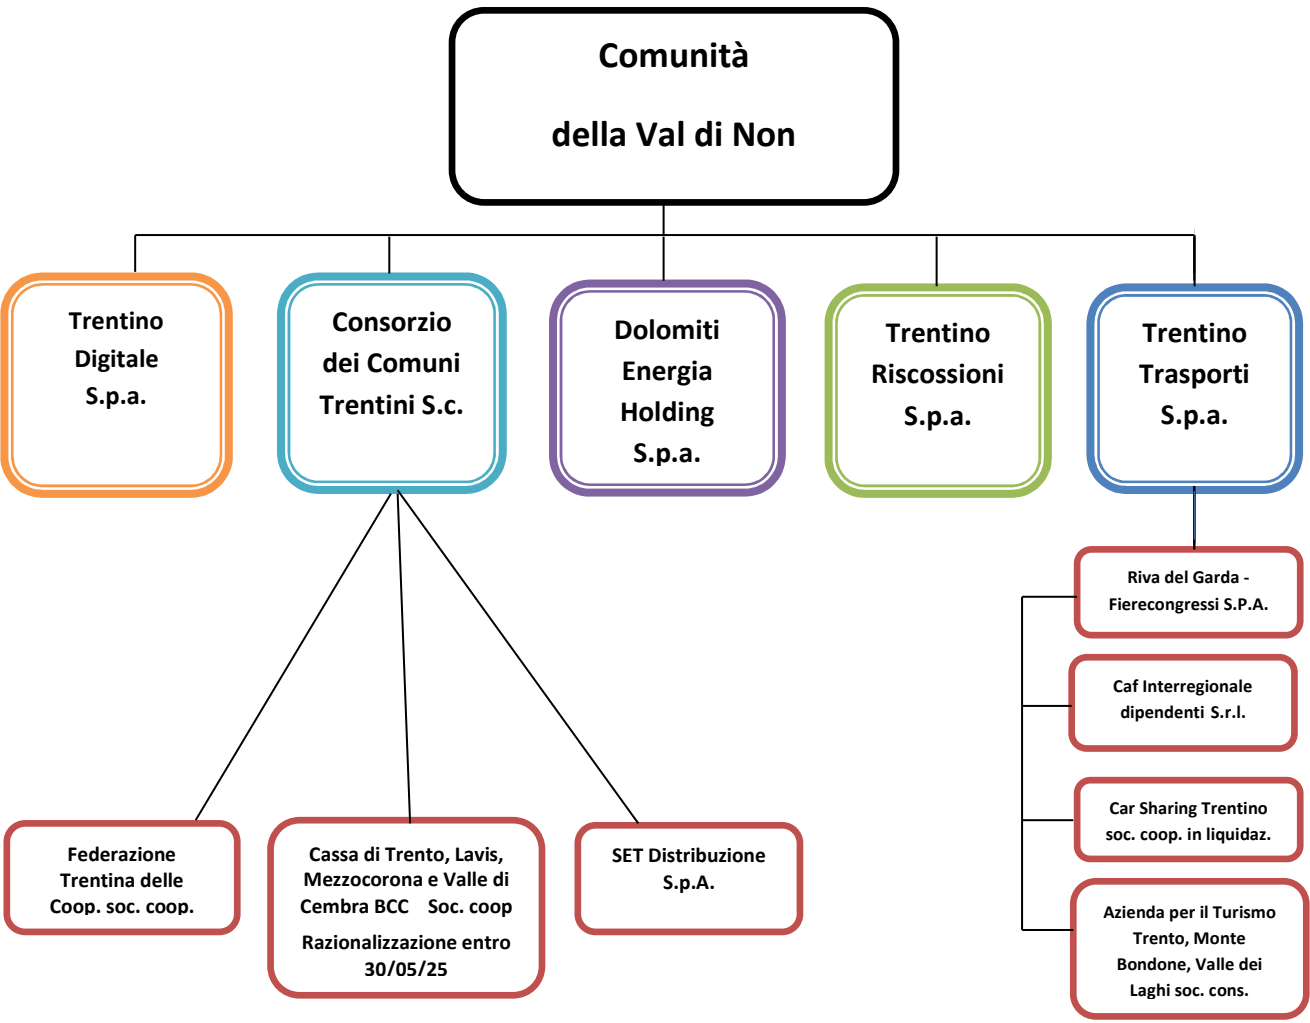 Comunità
della Val di Non
Trentino
Digitale
S.p.a.
Consorzio
dei Comuni
Trentini S.c.
Dolomiti
Energia
Holding
S.p.a.
Trentino
Riscossioni
S.p.a.
Trentino
Trasporti
S.p.a.
Riva del Garda -
Fierecongressi S.P.A.
Caf Interregionale
dipendenti S.r.l.
Car Sharing Trentino
soc. coop. in liquidaz.
Azienda per il Turismo
Trento, Monte
Bondone, Valle dei
Laghi soc. cons.
Federazione
Trentina delle
Coop. soc. coop.
Cassa di Trento, Lavis,
Mezzocorona e Valle di
Cembra BCC Soc. coop
Razionalizzazione entro
30/05/25
SET Distribuzione
S.p.A.